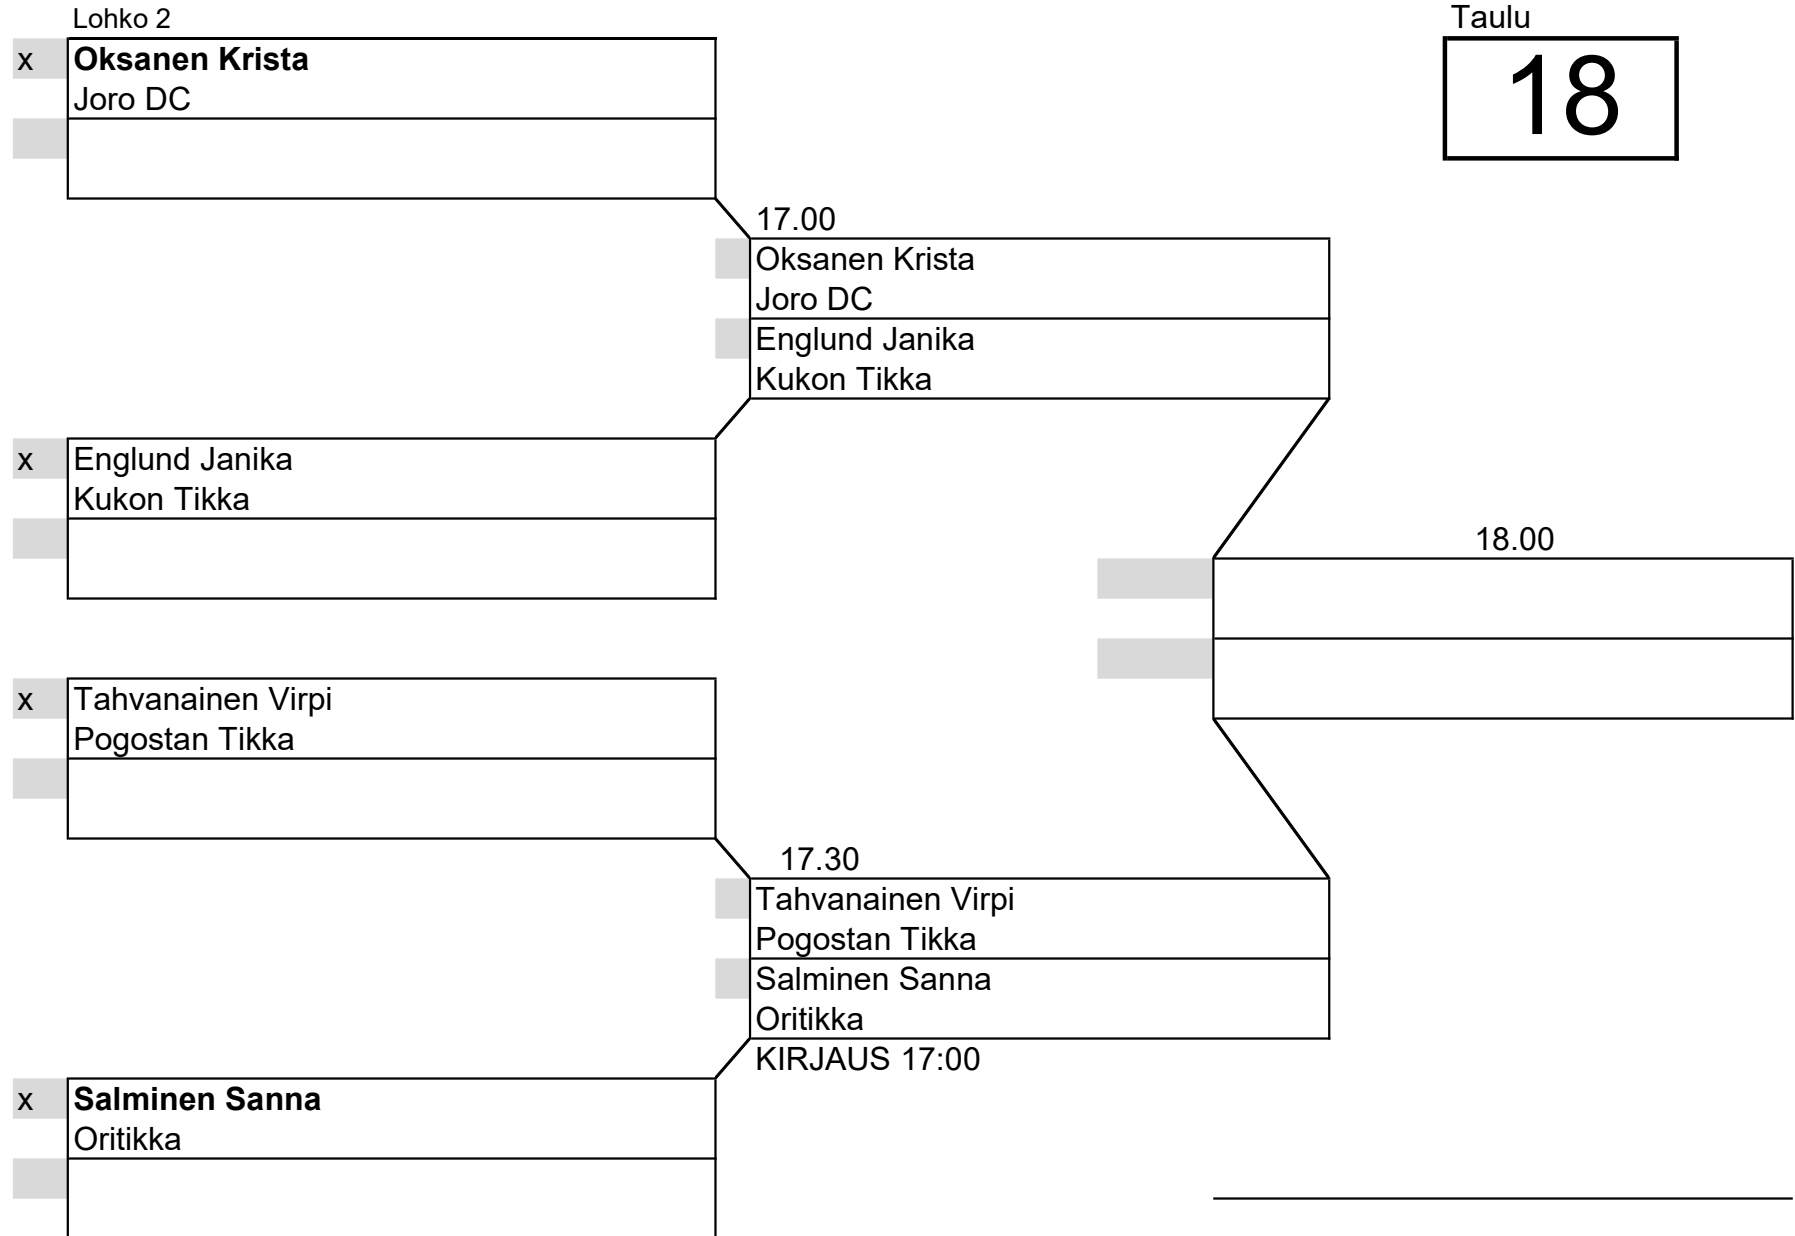 Lohko 2
Taulu
x Oksanen Krista
Joro DC
18
17.00
Oksanen Krista
Joro DC
Englund Janika
Kukon Tikka
x Englund Janika
Kukon Tikka
18.00
x Tahvanainen Virpi
Pogostan Tikka
17.30
Tahvanainen Virpi
Pogostan Tikka
Salminen Sanna
Oritikka
KIRJAUS 17:00
x Salminen Sanna
Oritikka